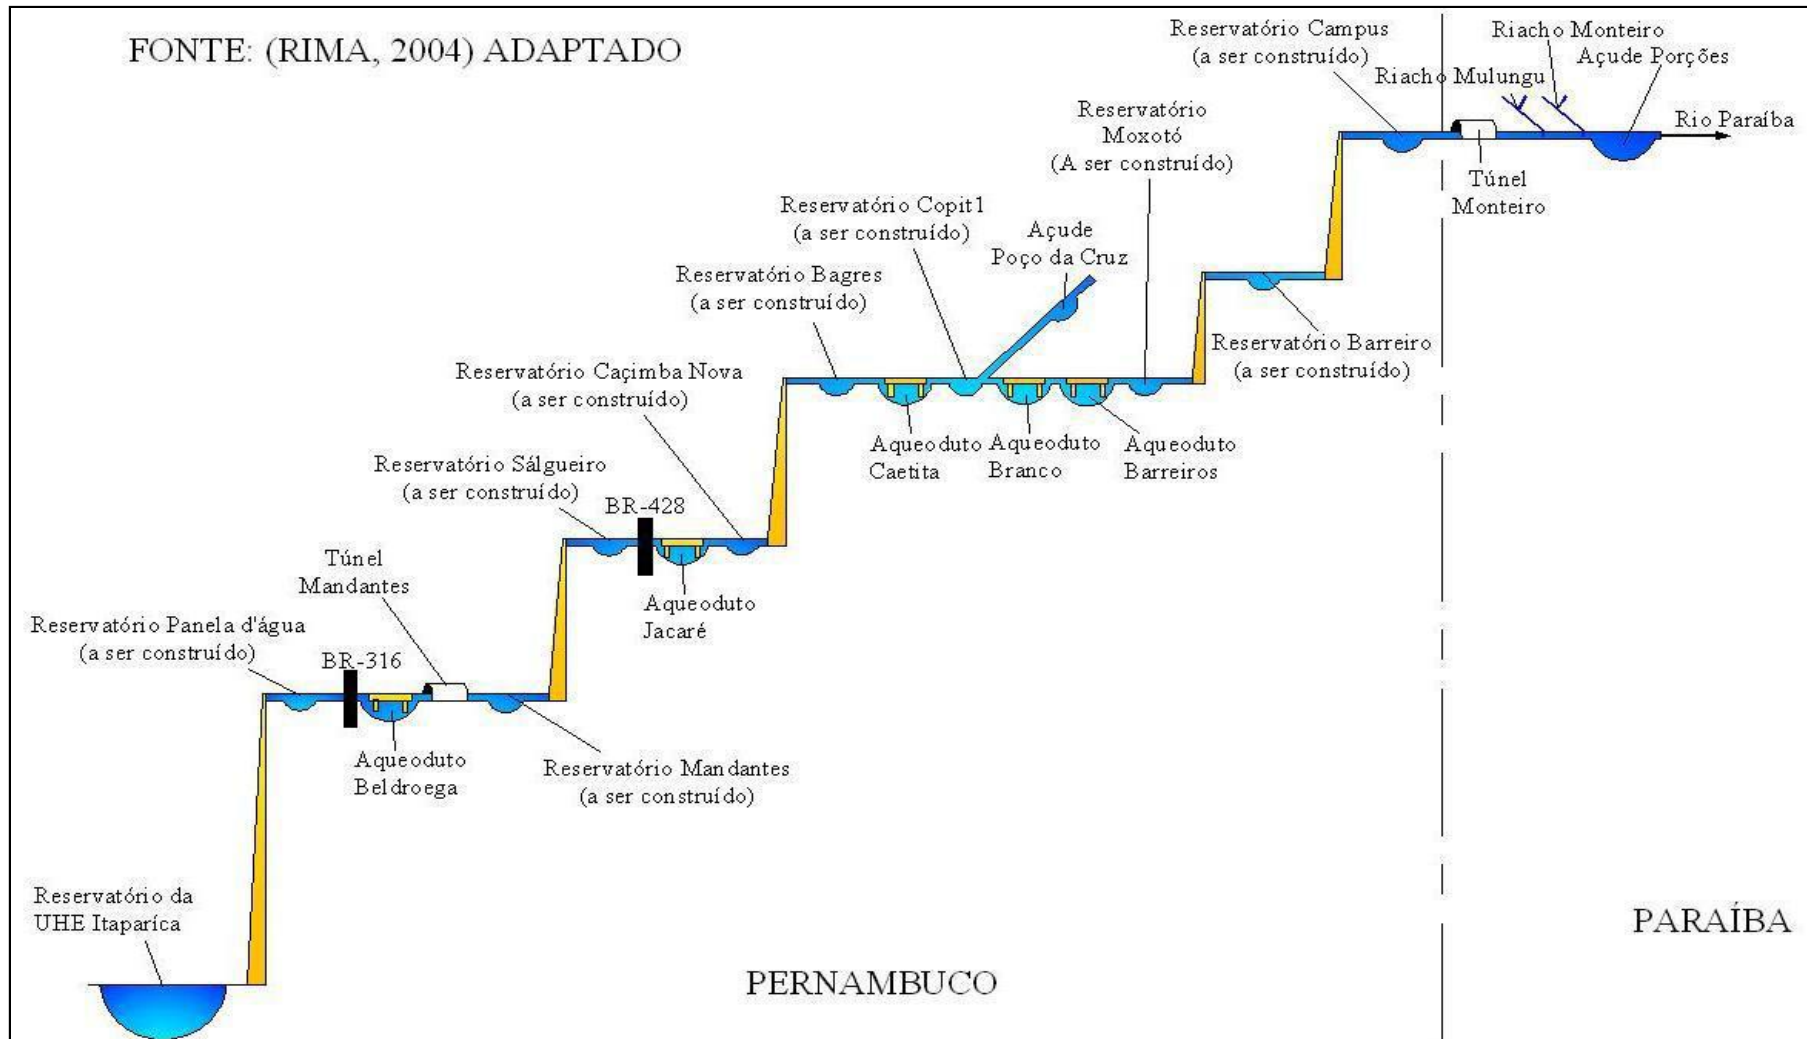 FONTE: (RIMA, 2004) ADAPTADO
Reservatório Campus
(a ser construído)
Riacho Monteiro
Açude Porções
Riacho Mulungu
Rio Paraíba
Túnel
Monteiro
Reservatório
Moxotó
(A ser construído)
Reservatório Copit1
(a ser construído)
Açude
Poço da Cruz
Reservatório Bagres
(a ser construído)
Reservatório Barreiro
(a ser construído)
Reservatório Caçimba Nova
(a ser construído)
Aqueoduto
Caetita
Aqueoduto
Branco
Aqueoduto
Barreiros
Reservatório Sálgueiro
(a ser construído)
BR-428
Túnel
Mandantes
Aqueoduto
Jacaré
Reservatório Panela d'água
(a ser construído)
BR-316
Aqueoduto
Beldroega
Reservatório Mandantes
(a ser construído)
Reservatório da
UHE Itaparíca
PERNAMBUCO
PARAÍBA